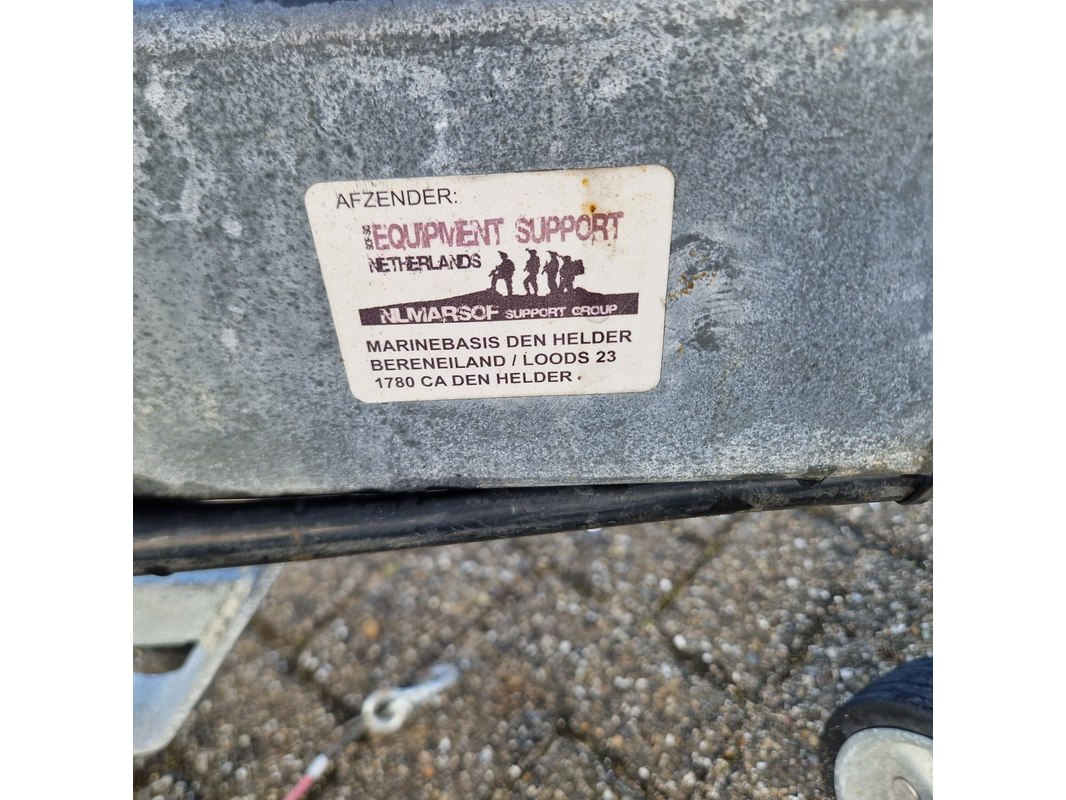 AFZENDER:
EQUIPMENT SUPPORT
NETHERLANDS
NLMARSOF SUPPORT GROUP
MARINEBASIS DEN HELDER
BERENEILAND / LOODS 23
1780 CA DEN HELDER